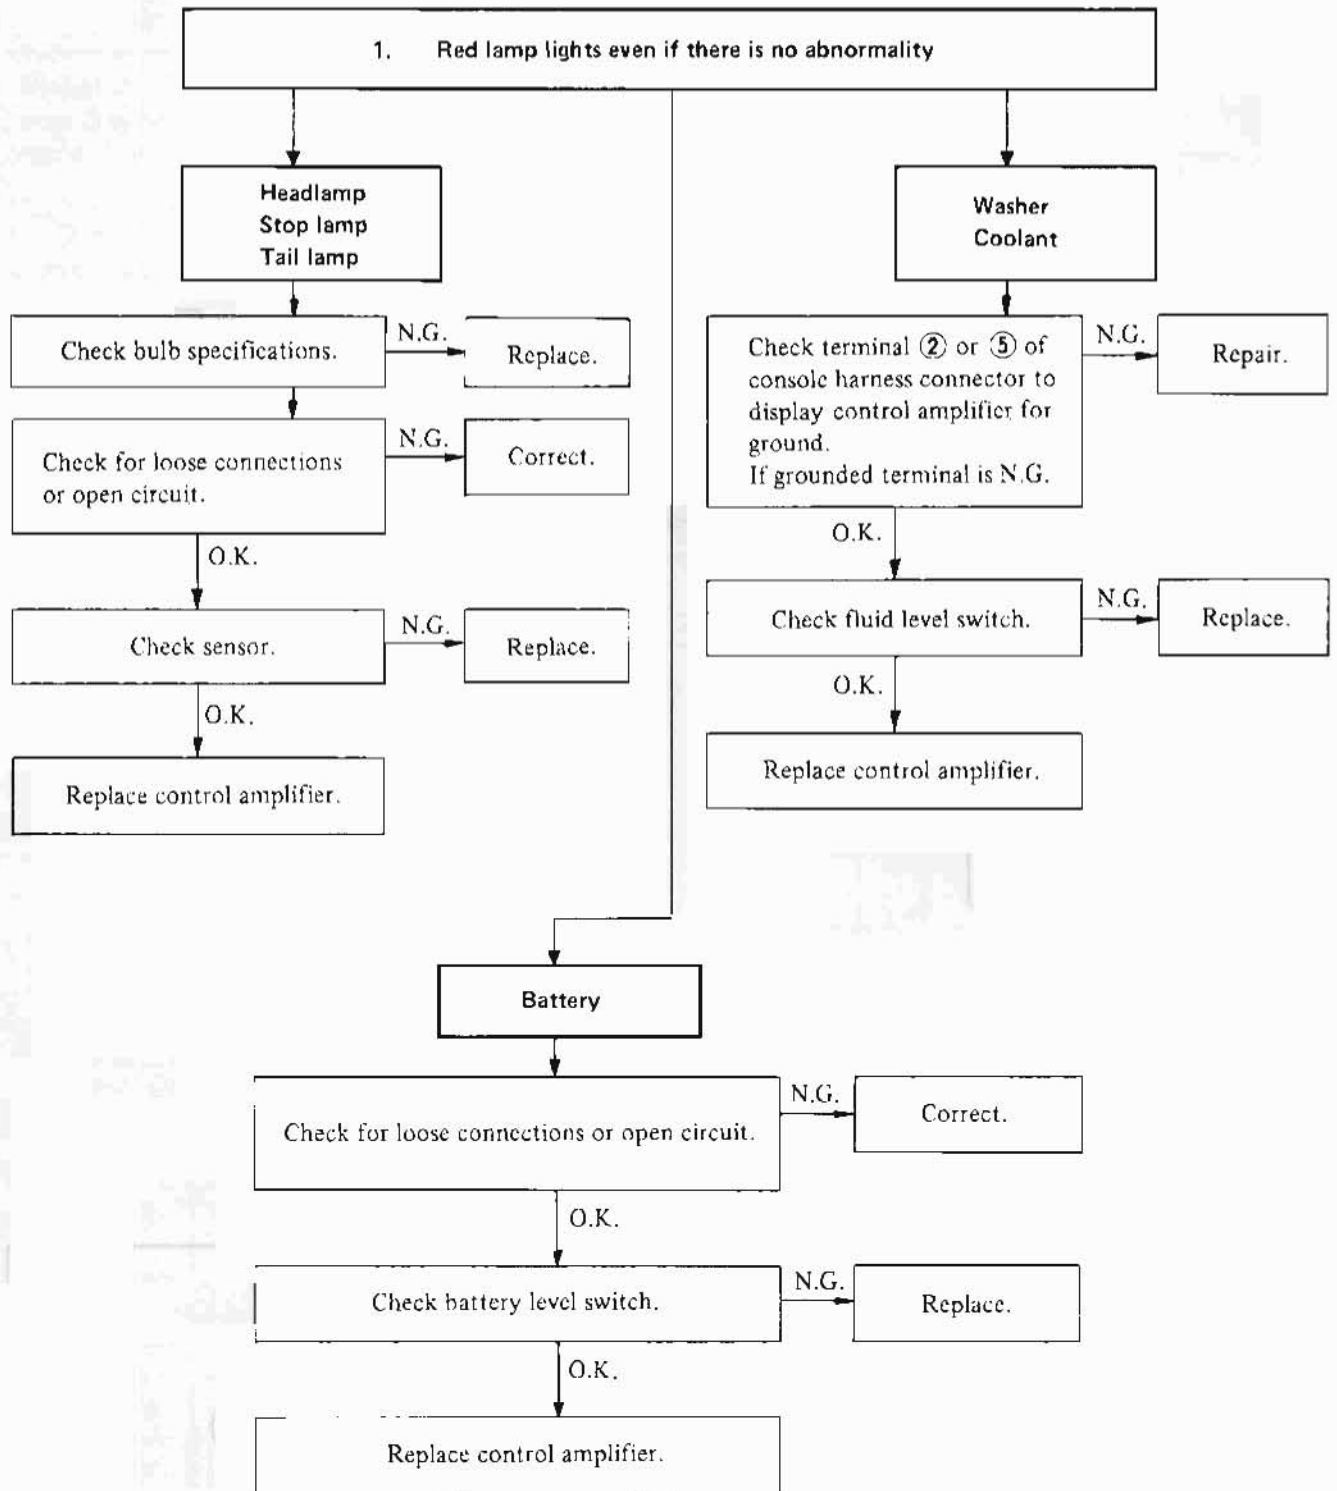 1. Red lamp lights even if there is no abnormality
Headlamp
Stop lamp
Tail lamp
Check bulb specifications.
N.G.
Replace.
Check for loose connections
or open circuit.
N.G.
Correct.
O.K.
Check sensor.
N.G.
Replace.
O.K.
Replace control amplifier.
Washer
Coolant
Check terminal ② or ⑤ of
console harness connector to
display control amplifier for
ground.
If grounded terminal is N.G.
N.G.
Repair.
O.K.
Check fluid level switch.
N.G.
Replace.
O.K.
Replace control amplifier.
Battery
Check for loose connections or open circuit.
N.G.
Correct.
O.K.
Check battery level switch.
N.G.
Replace.
O.K.
Replace control amplifier.